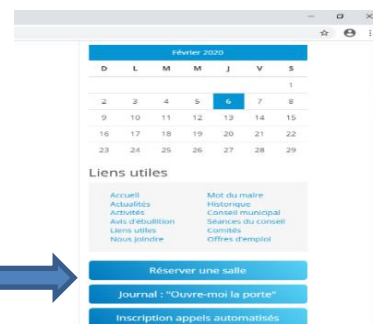 Février 2020
D L M M J V S
1
2 3 4 5 6 7 8
9 10 11 12 13 14 15
16 17 18 19 20 21 22
23 24 25 26 27 28 29
Liens utiles
Accueil
Actualités
Activités
Avis d'ébullition
Liens utiles
Nous joindre
Mot du maire
Historique
Conseil municipal
Séances du conseil
Comités
Offres d'emploi
Réserver une salle
Journal : "Ouvre-moi la porte"
Inscription appels automatisés